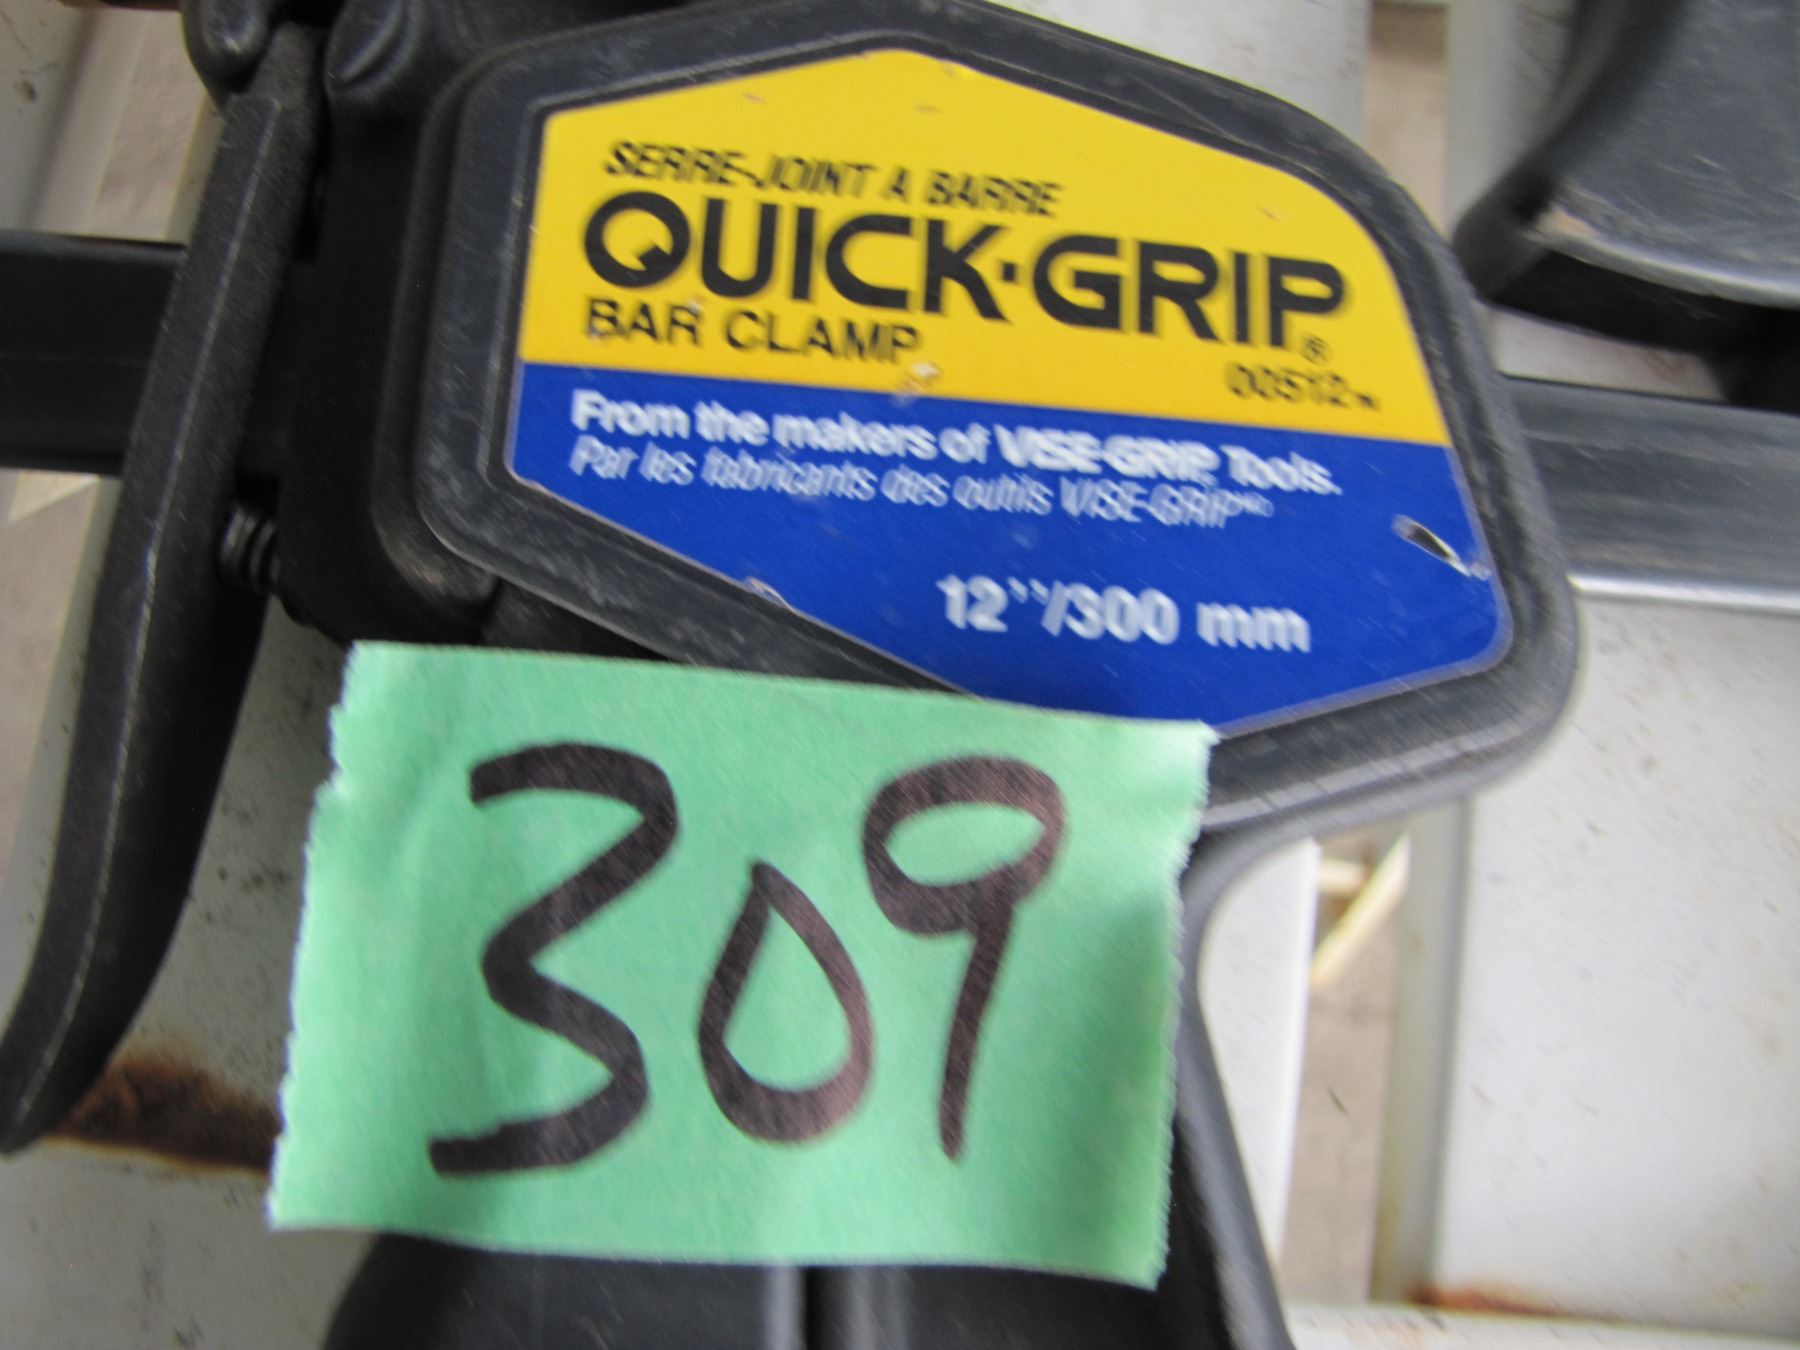 SERRE-JOINT A BARRE
QUICK-GRIP®
BAR CLAMP
00512
From the makers of VISE-GRIP Tools.
Par les fabricants des outils VISE-GRIP
12''/300 mm
309